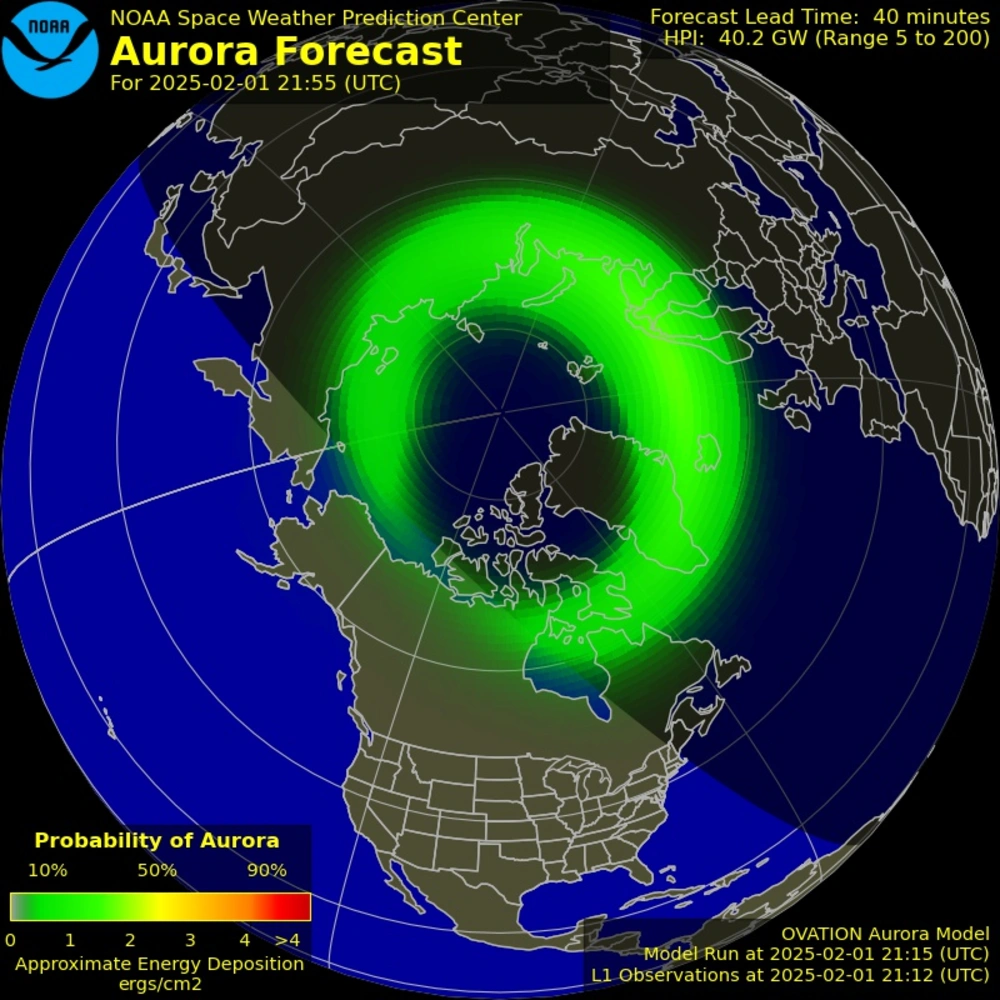 NOAA
NOAA Space Weather Prediction Center
Aurora Forecast
For 2025-02-01 21:55 (UTC)
Forecast Lead Time: 40 minutes
HPI: 40.2 GW (Range 5 to 200)
Probability of Aurora
10% 50% 90%
0 1 2 3 4 >4
Approximate Energy Deposition
ergs/cm2
OVATION Aurora Model
Model Run at 2025-02-01 21:15 (UTC)
L1 Observations at 2025-02-01 21:12 (UTC)